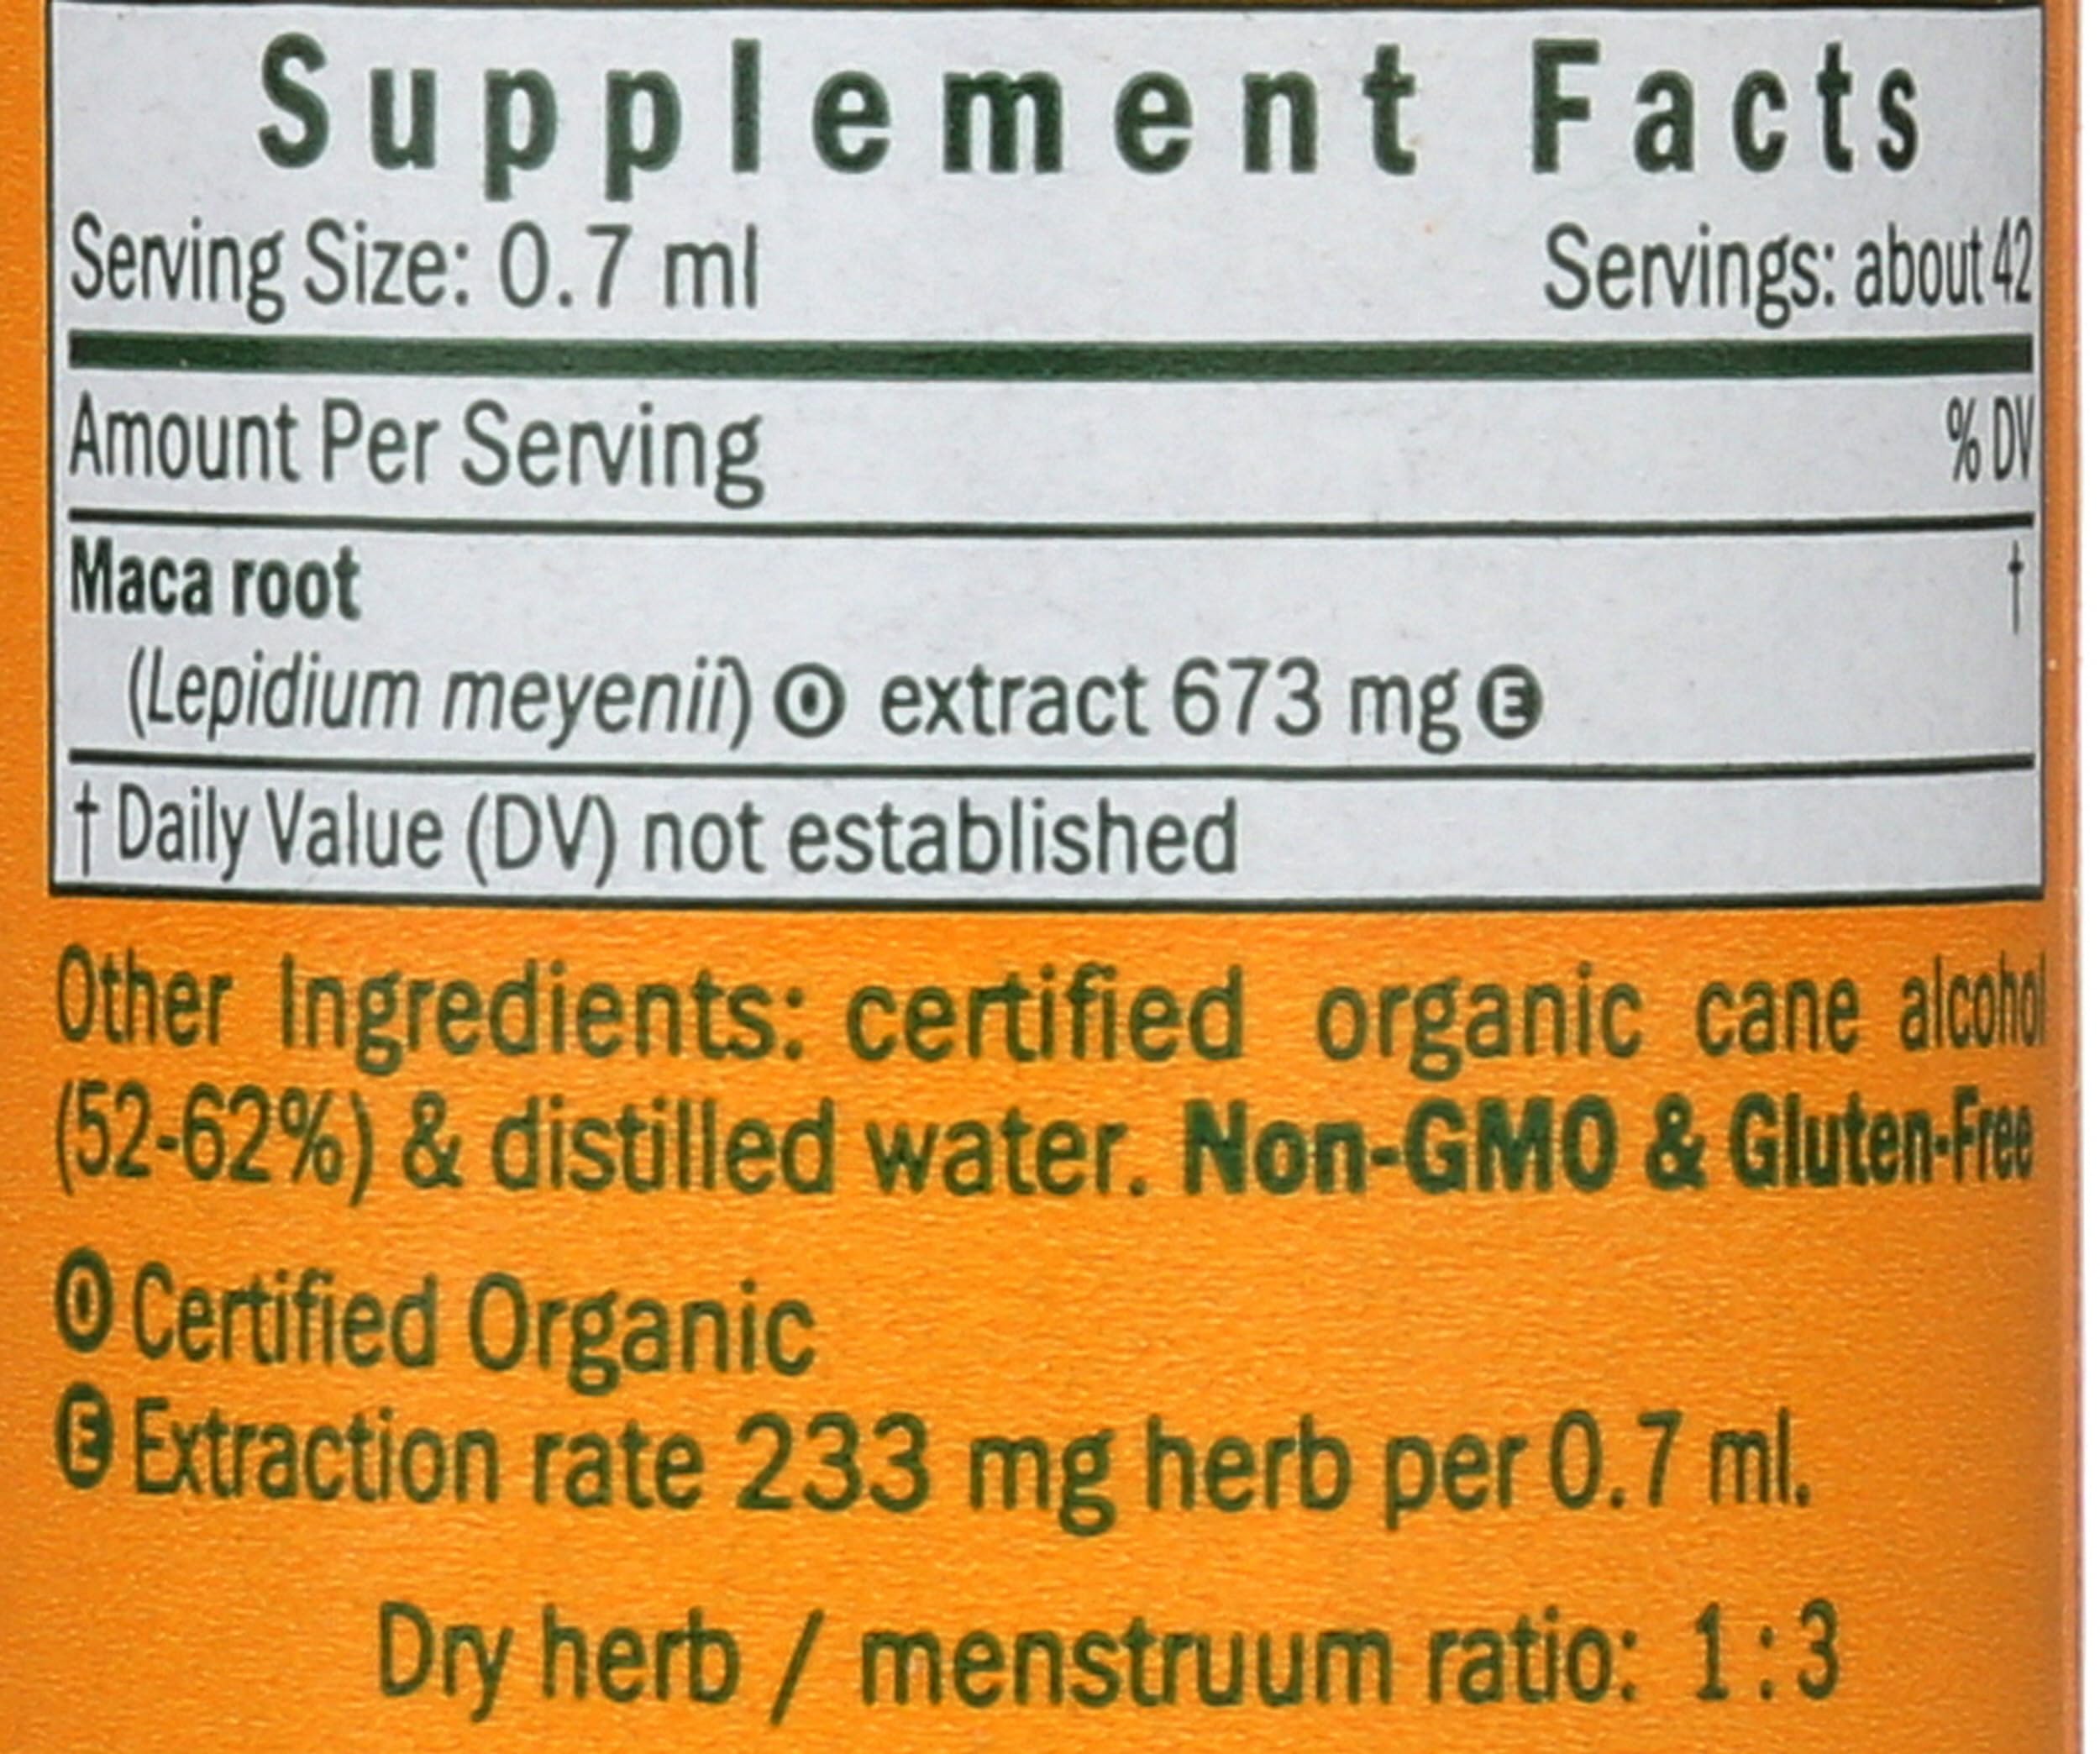 Supplement Facts
Serving Size: 0.7 ml Servings: about 42
Amount Per Serving % DV
Maca root †
(Lepidium meyenii) ⊙ extract 673 mg Ⓔ
† Daily Value (DV) not established
Other Ingredients: certified organic cane alcohol
(52-62%) & distilled water. Non-GMO & Gluten-Free
⊙ Certified Organic
Ⓔ Extraction rate 233 mg herb per 0.7 ml.
Dry herb / menstruum ratio: 1:3